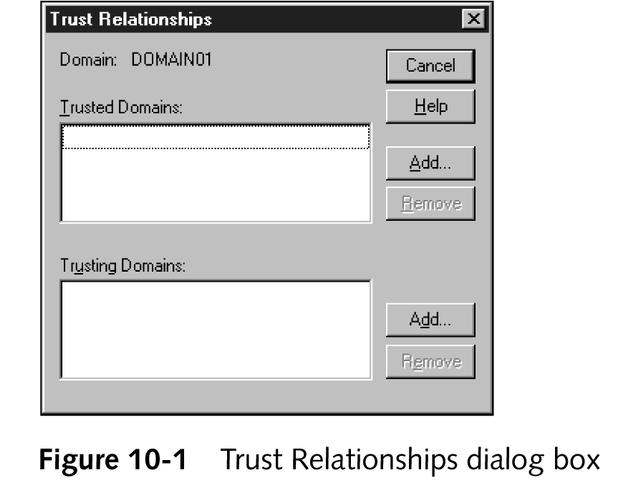 Trust Relationships
Domain: DOMAIN01
Cancel
Trusted Domains:
Help
Add...
Remove
Trusting Domains:
Add...
Remove
Figure 10-1 Trust Relationships dialog box